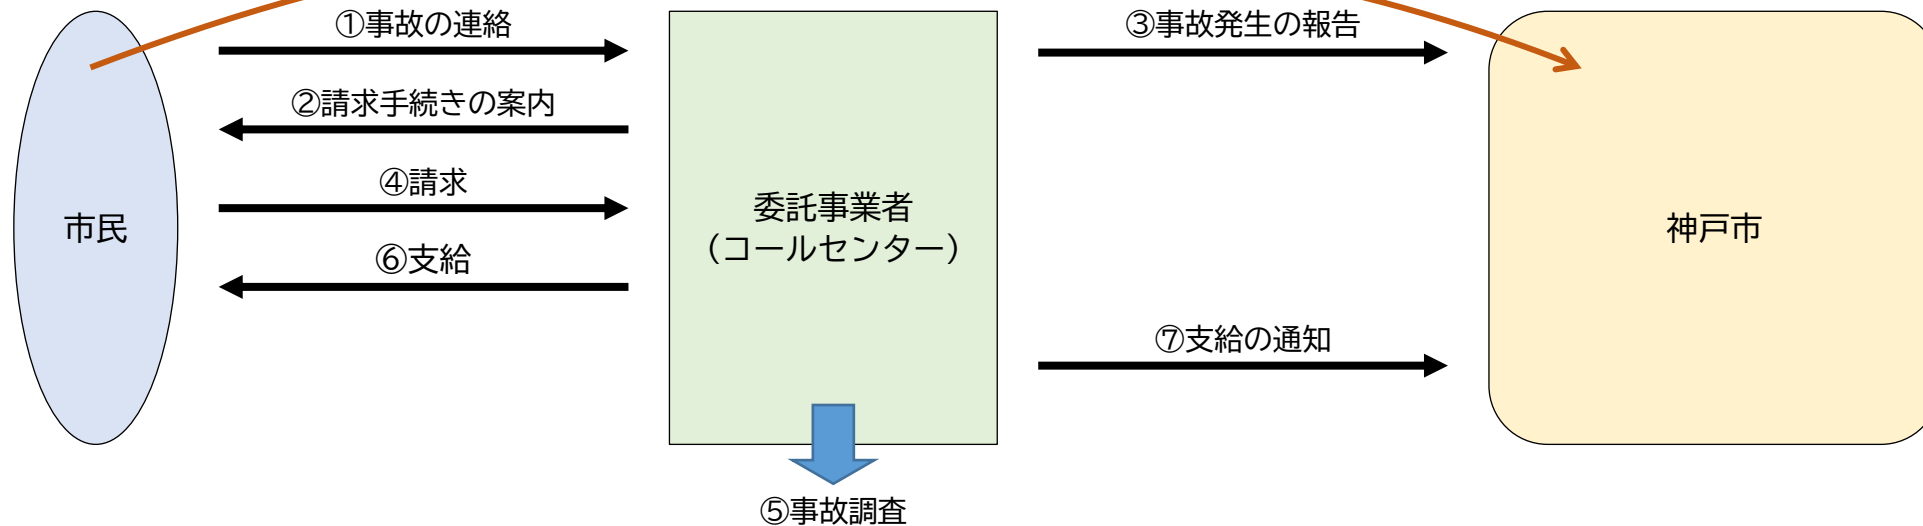 ①事故の連絡
③事故発生の報告
②請求手続きの案内
④請求
市民
委託事業者
（コールセンター）
神戸市
⑥支給
⑦支給の通知
⑤事故調査